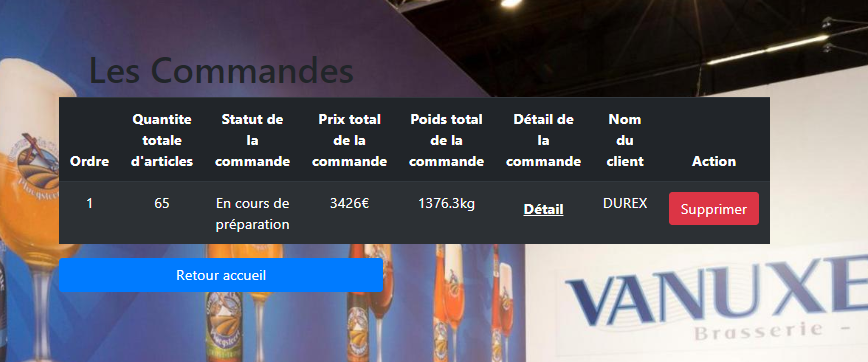 Les Commandes
Ordre Quantite totale d'articles Statut de la commande Prix total de la commande Poids total de la commande Détail de la commande Nom du client Action
1 65 En cours de préparation 3426€ 1376.3kg Détail DUREX Supprimer
Retour accueil
VANUXE
Brasserie -